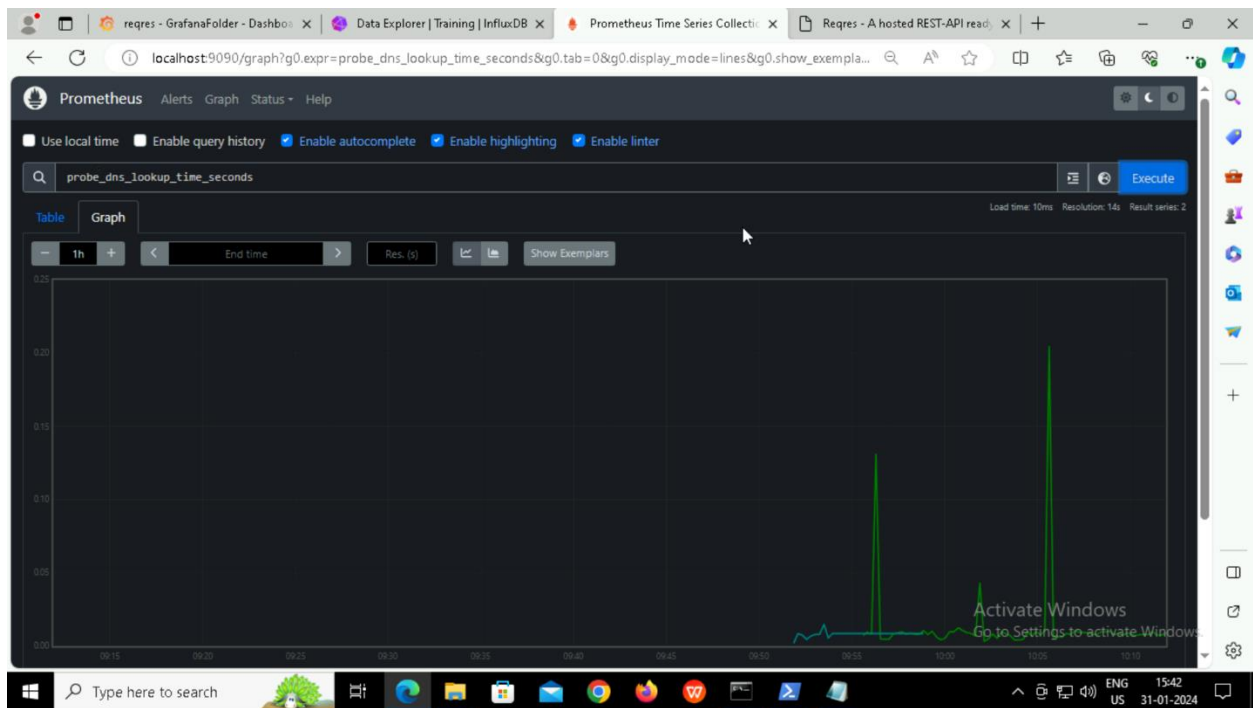 reqres - GrafanaFolder - Dashboa
Data Explorer | Training | InfluxDB
Prometheus Time Series Collectic
Reqres - A hosted REST-API ready
localhost:9090/graph?g0.expr=probe_dns_lookup_time_seconds&g0.tab=0&g0.display_mode=lines&g0.show_exempla...
Prometheus Alerts Graph Status Help
Use local time Enable query history Enable autocomplete Enable highlighting Enable linter
probe_dns_lookup_time_seconds Execute
Load time: 10ms Resolution: 14s Result series: 2
Table Graph
- 1h + < End time > Res. (s) Show Exemplars
0.25
0.20
0.15
0.10
0.05
0.00
09:15 09:20 09:25 09:30 09:35 09:40 09:45 09:50 09:55 10:00 10:05 10:10
Activate Windows
Go to Settings to activate Windows.
Type here to search
ENG
US
15:42
31-01-2024